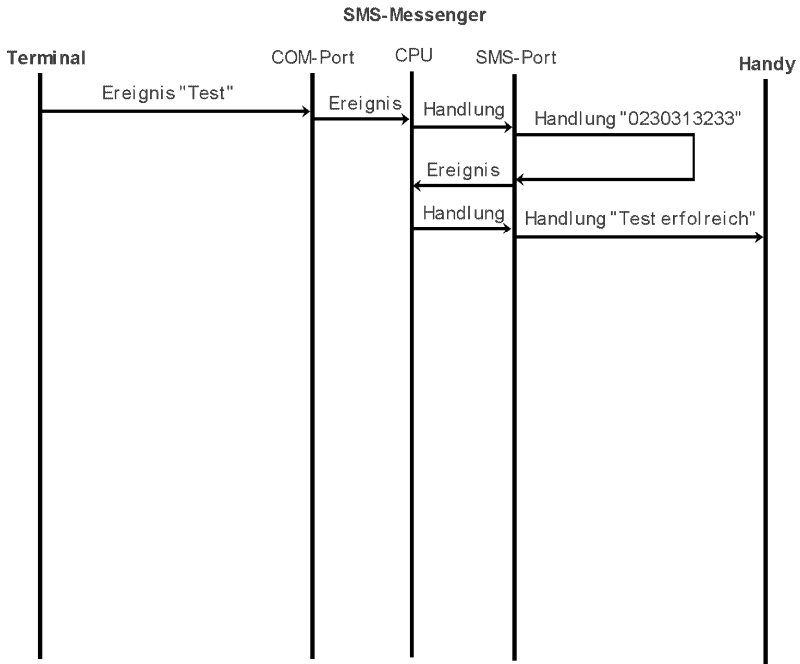 SMS-Messenger
Terminal
COM-Port
CPU
SMS-Port
Handy
Ereignis "Test"
Ereignis
Handlung
Handlung "0230313233"
Ereignis
Handlung
Handlung "Test erfolreich"